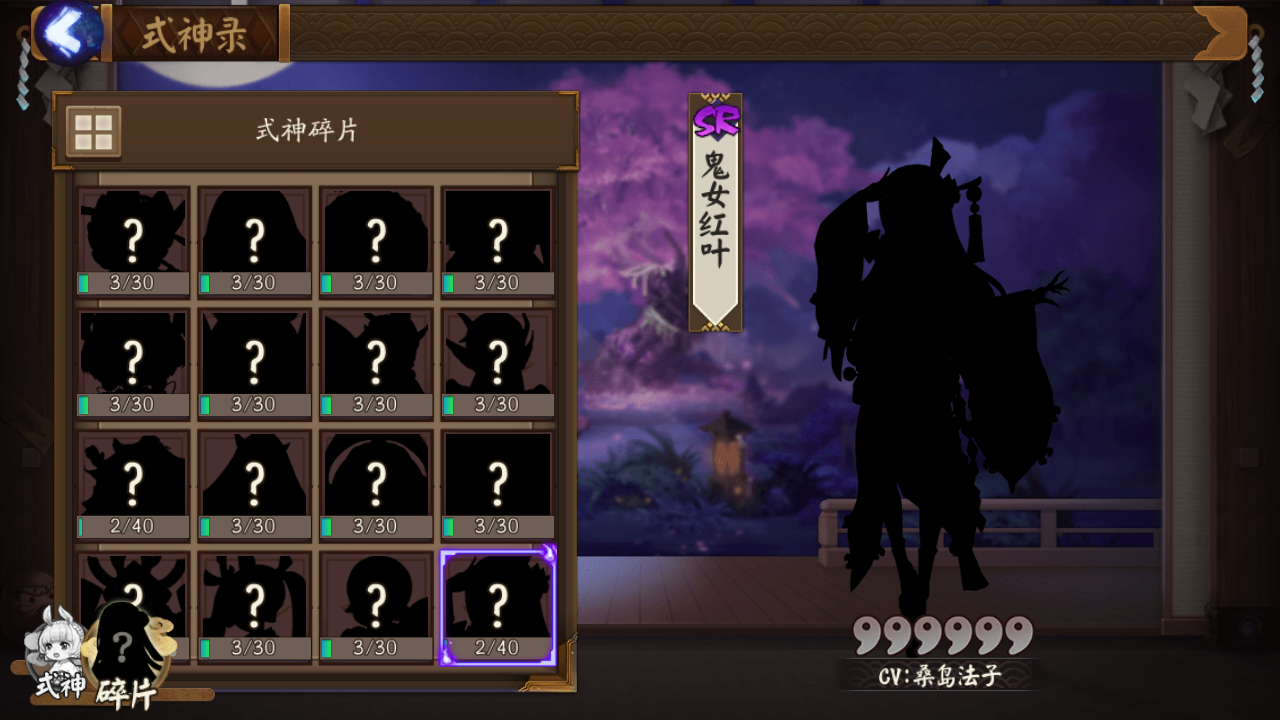 式神录
式神碎片
SR
鬼女红叶
? ? ? ?
3/30 3/30 3/30 3/30
? ? ? ?
3/30 3/30 3/30 3/30
? ? ? ?
2/40 3/30 3/30 3/30
? ? ? ?
3/30 3/30 2/40
?
式神 碎片
CV:桑岛法子